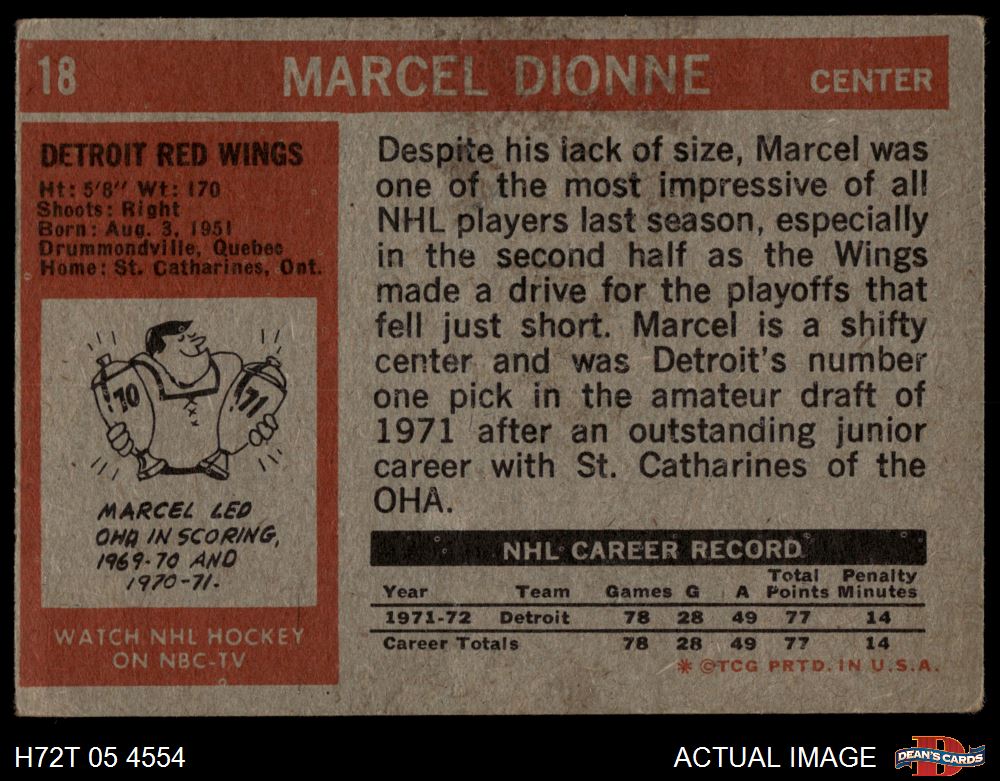 18 MARCEL DIONNE CENTER
DETROIT RED WINGS
Ht: 5'8" Wt: 170
Shoots: Right
Born: Aug. 3, 1951
Drummondville, Quebec
Home: St. Catharines, Ont.
'70 '71
MARCEL LED
OHA IN SCORING,
1969-70 AND
1970-71.
WATCH NHL HOCKEY
ON NBC-TV
Despite his lack of size, Marcel was
one of the most impressive of all
NHL players last season, especially
in the second half as the Wings
made a drive for the playoffs that
fell just short. Marcel is a shifty
center and was Detroit's number
one pick in the amateur draft of
1971 after an outstanding junior
career with St. Catharines of the
OHA.
NHL CAREER RECORD
Year Team Games G A Total Points Penalty Minutes
1971-72 Detroit 78 28 49 77 14
Career Totals 78 28 49 77 14
* ©TCG PRTD. IN U.S.A.
H72T 05 4554
ACTUAL IMAGE
D
DEAN'S CARDS